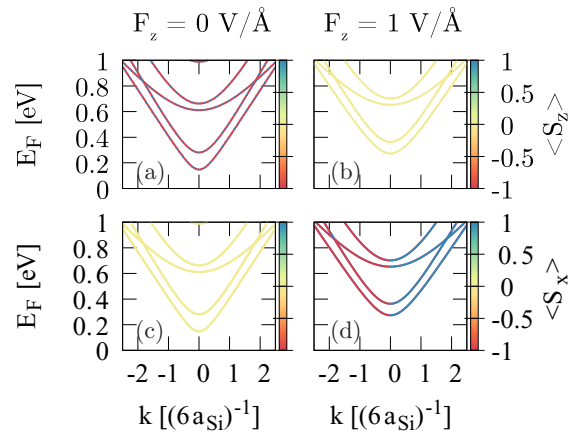 F_z = 0 V/Å F_z = 1 V/Å
1 1 1
0.8 0.5
0.6 0
0.4 -0.5
0.2
0 -1
E_F [eV] (a) (b) <S_z>
1 1
0.8 0.5
0.6 0
0.4 -0.5
0.2
0 -1
E_F [eV] (c) (d) <S_x>
-2 -1 0 1 2 -2 -1 0 1 2
k [(6a_Si)^-1] k [(6a_Si)^-1]